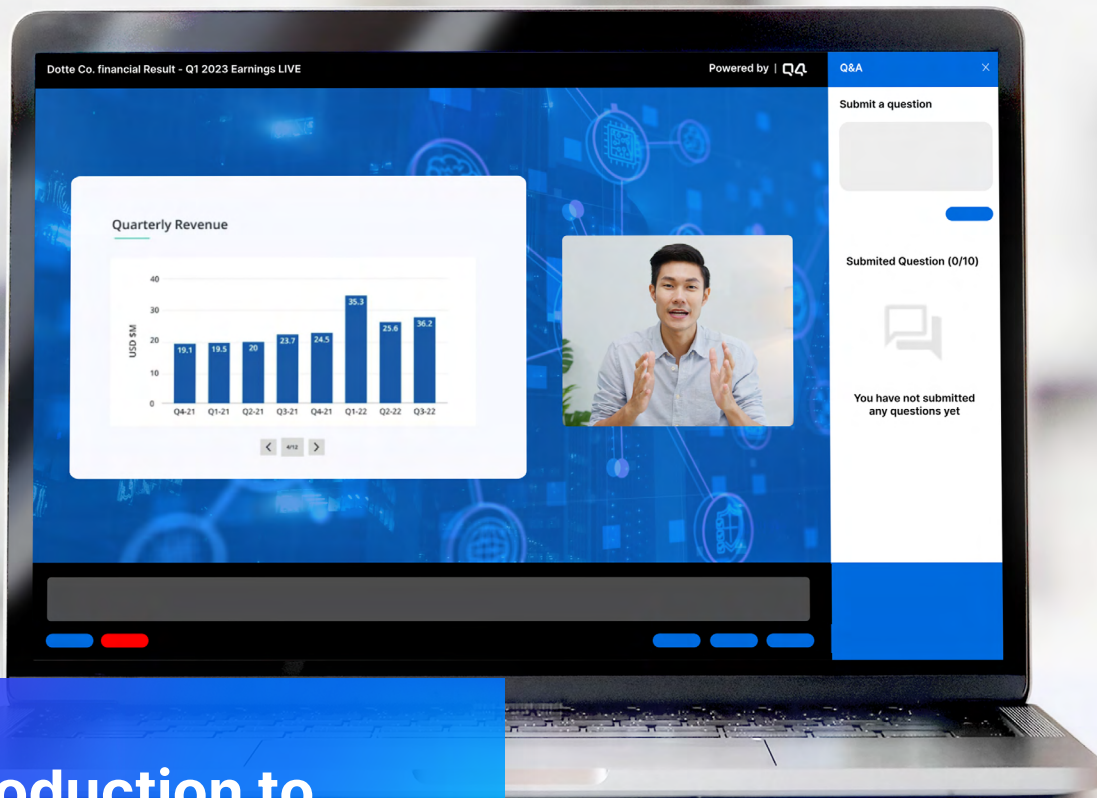 Dotte Co. financial Result - Q1 2023 Earnings LIVE
Powered by | Q4
Q&A
Submit a question
Submited Question (0/10)
You have not submitted
any questions yet
Quarterly Revenue
USD $M
40
30
20
10
0
19.1 19.5 20 23.7 24.5 35.3 25.6 36.2
Q4-21 Q1-21 Q2-21 Q3-21 Q4-21 Q1-22 Q2-22 Q3-22
4/12
to